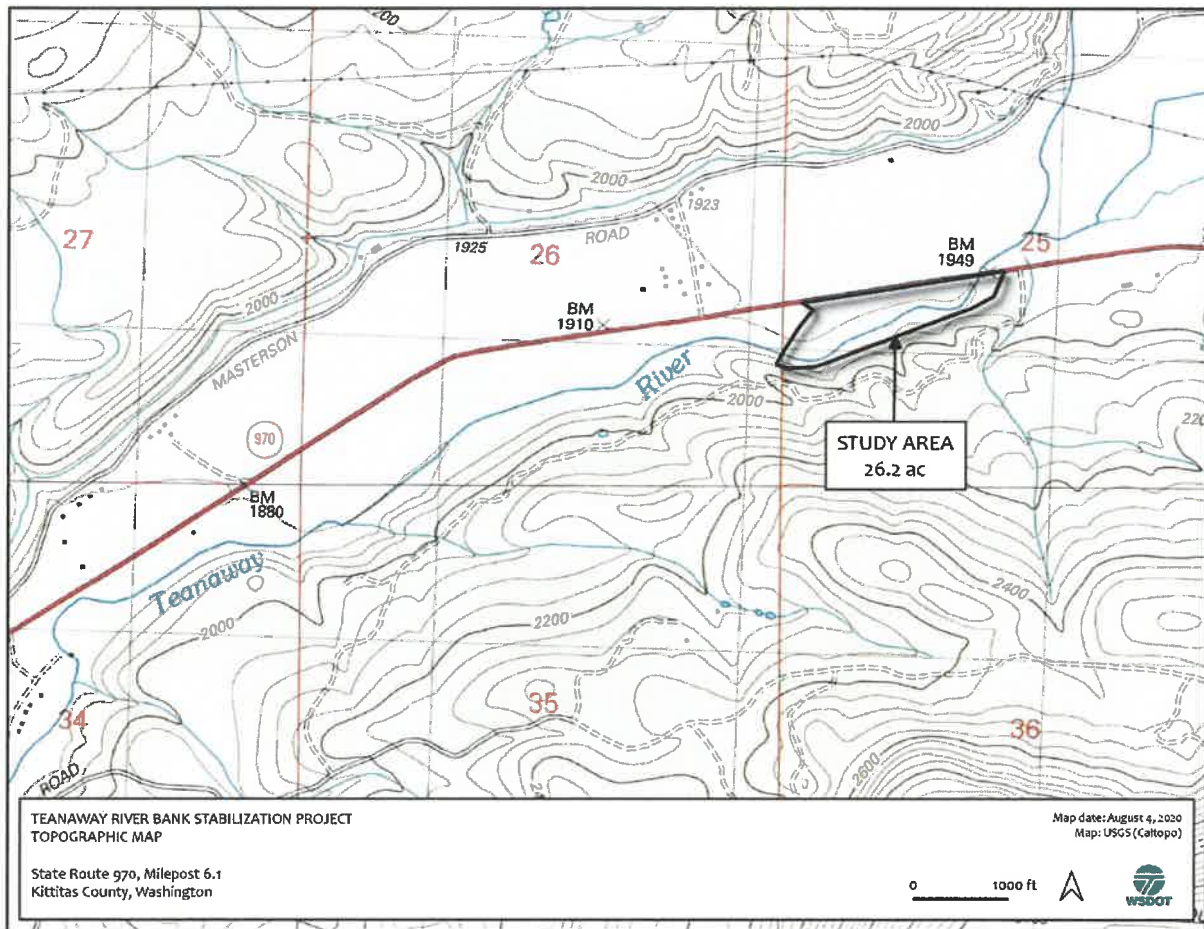 200
2000
2000
1923
1925
26
ROAD
27
25
BM
1949
2000
BM
1910
MASTERSON
River
2000
STUDY AREA
26.2 ac
970
BM
1880
Teanaway
2000
2200
2400
34
35
36
2600
ROAD
TEANAWAY RIVER BANK STABILIZATION PROJECT
TOPOGRAPHIC MAP
State Route 970, Milepost 6.1
Kittitas County, Washington
Map date: August 4, 2020
Map: USGS (Caltopo)
0 1000 ft
WSDOT